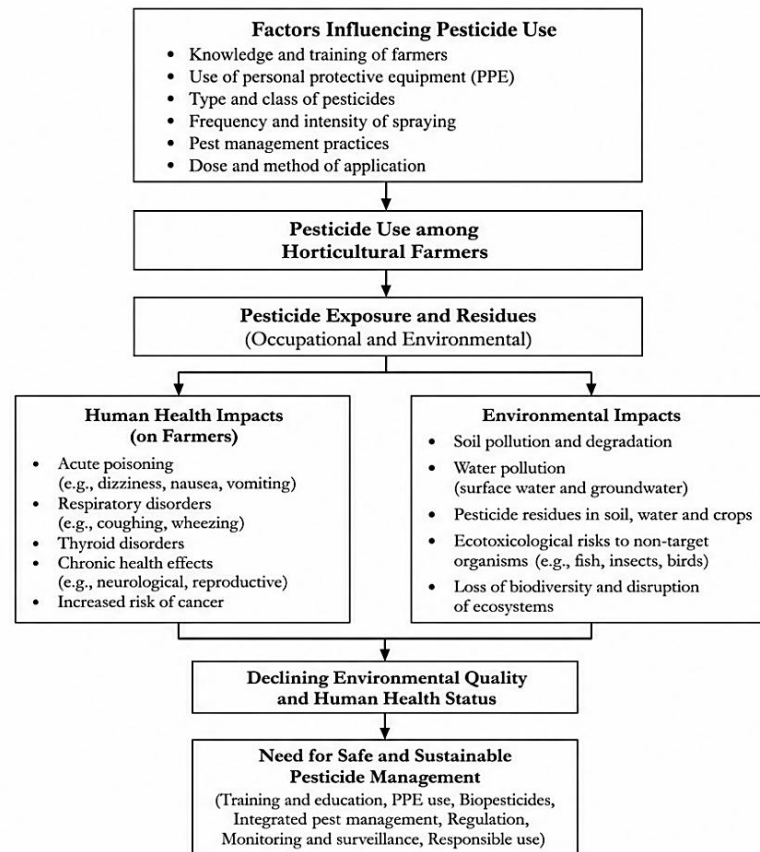 Factors Influencing Pesticide Use
• Knowledge and training of farmers
• Use of personal protective equipment (PPE)
• Type and class of pesticides
• Frequency and intensity of spraying
• Pest management practices
• Dose and method of application
Pesticide Use among
Horticultural Farmers
Pesticide Exposure and Residues
(Occupational and Environmental)
Human Health Impacts
(on Farmers)
• Acute poisoning
(e.g., dizziness, nausea, vomiting)
• Respiratory disorders
(e.g., coughing, wheezing)
• Thyroid disorders
• Chronic health effects
(e.g., neurological, reproductive)
• Increased risk of cancer
Environmental Impacts
• Soil pollution and degradation
• Water pollution
(surface water and groundwater)
• Pesticide residues in soil, water and crops
• Ecotoxicological risks to non-target
organisms (e.g., fish, insects, birds)
• Loss of biodiversity and disruption
of ecosystems
Declining Environmental Quality
and Human Health Status
Need for Safe and Sustainable
Pesticide Management
(Training and education, PPE use, Biopesticides,
Integrated pest management, Regulation,
Monitoring and surveillance, Responsible use)